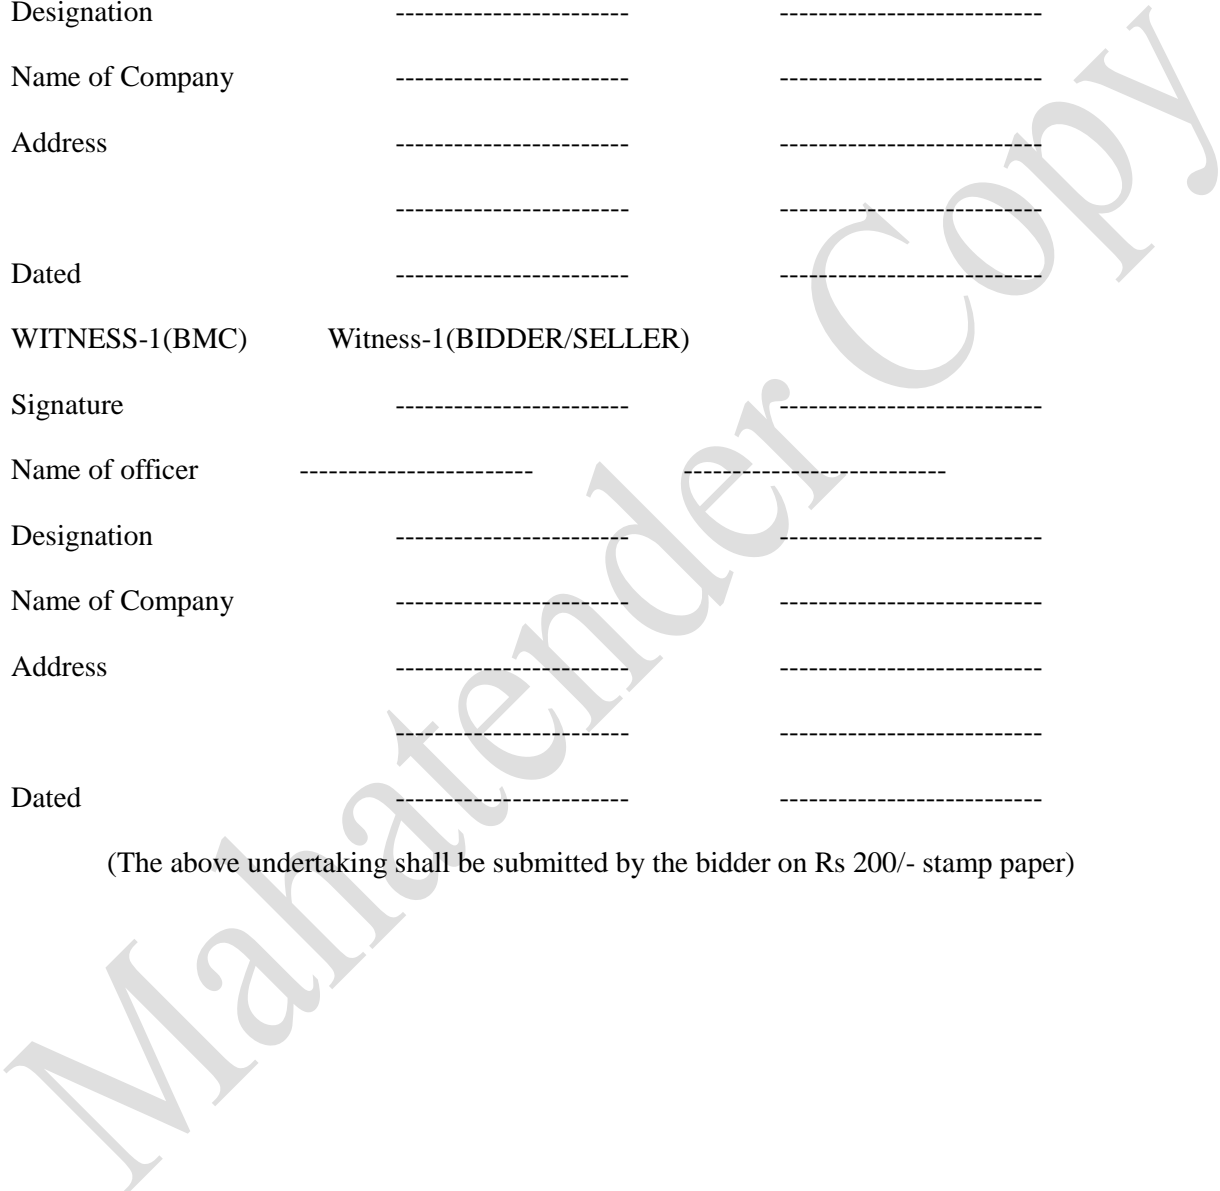 Designation ------------------------ ---------------------------
Name of Company ------------------------ ---------------------------
Address ------------------------ ---------------------------
------------------------ ---------------------------
Dated ------------------------ ---------------------------
WITNESS-1(BMC) Witness-1(BIDDER/SELLER)
Signature ------------------------ ---------------------------
Name of officer ------------------------ ---------------------------
Designation ------------------------ ---------------------------
Name of Company ------------------------ ---------------------------
Address ------------------------ ---------------------------
------------------------ ---------------------------
Dated ------------------------ ---------------------------
(The above undertaking shall be submitted by the bidder on Rs 200/- stamp paper)
Mahatender Copy